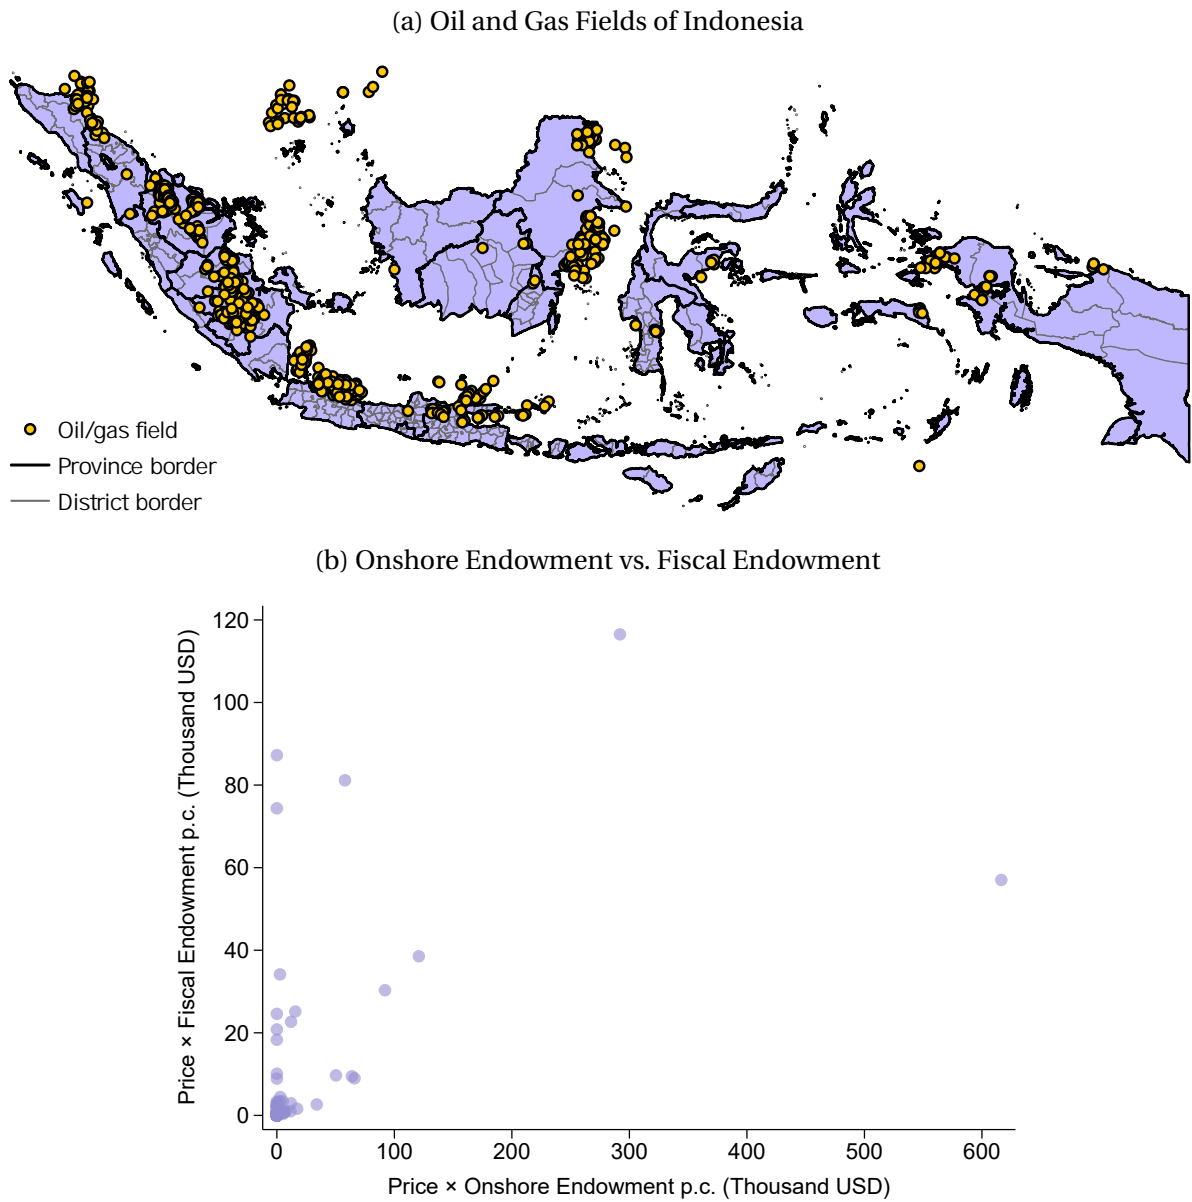 (a) Oil and Gas Fields of Indonesia
Oil/gas field
Province border
District border
(b) Onshore Endowment vs. Fiscal Endowment
Price × Fiscal Endowment p.c. (Thousand USD)
120
100
80
60
40
20
0
0 100 200 300 400 500 600
Price × Onshore Endowment p.c. (Thousand USD)